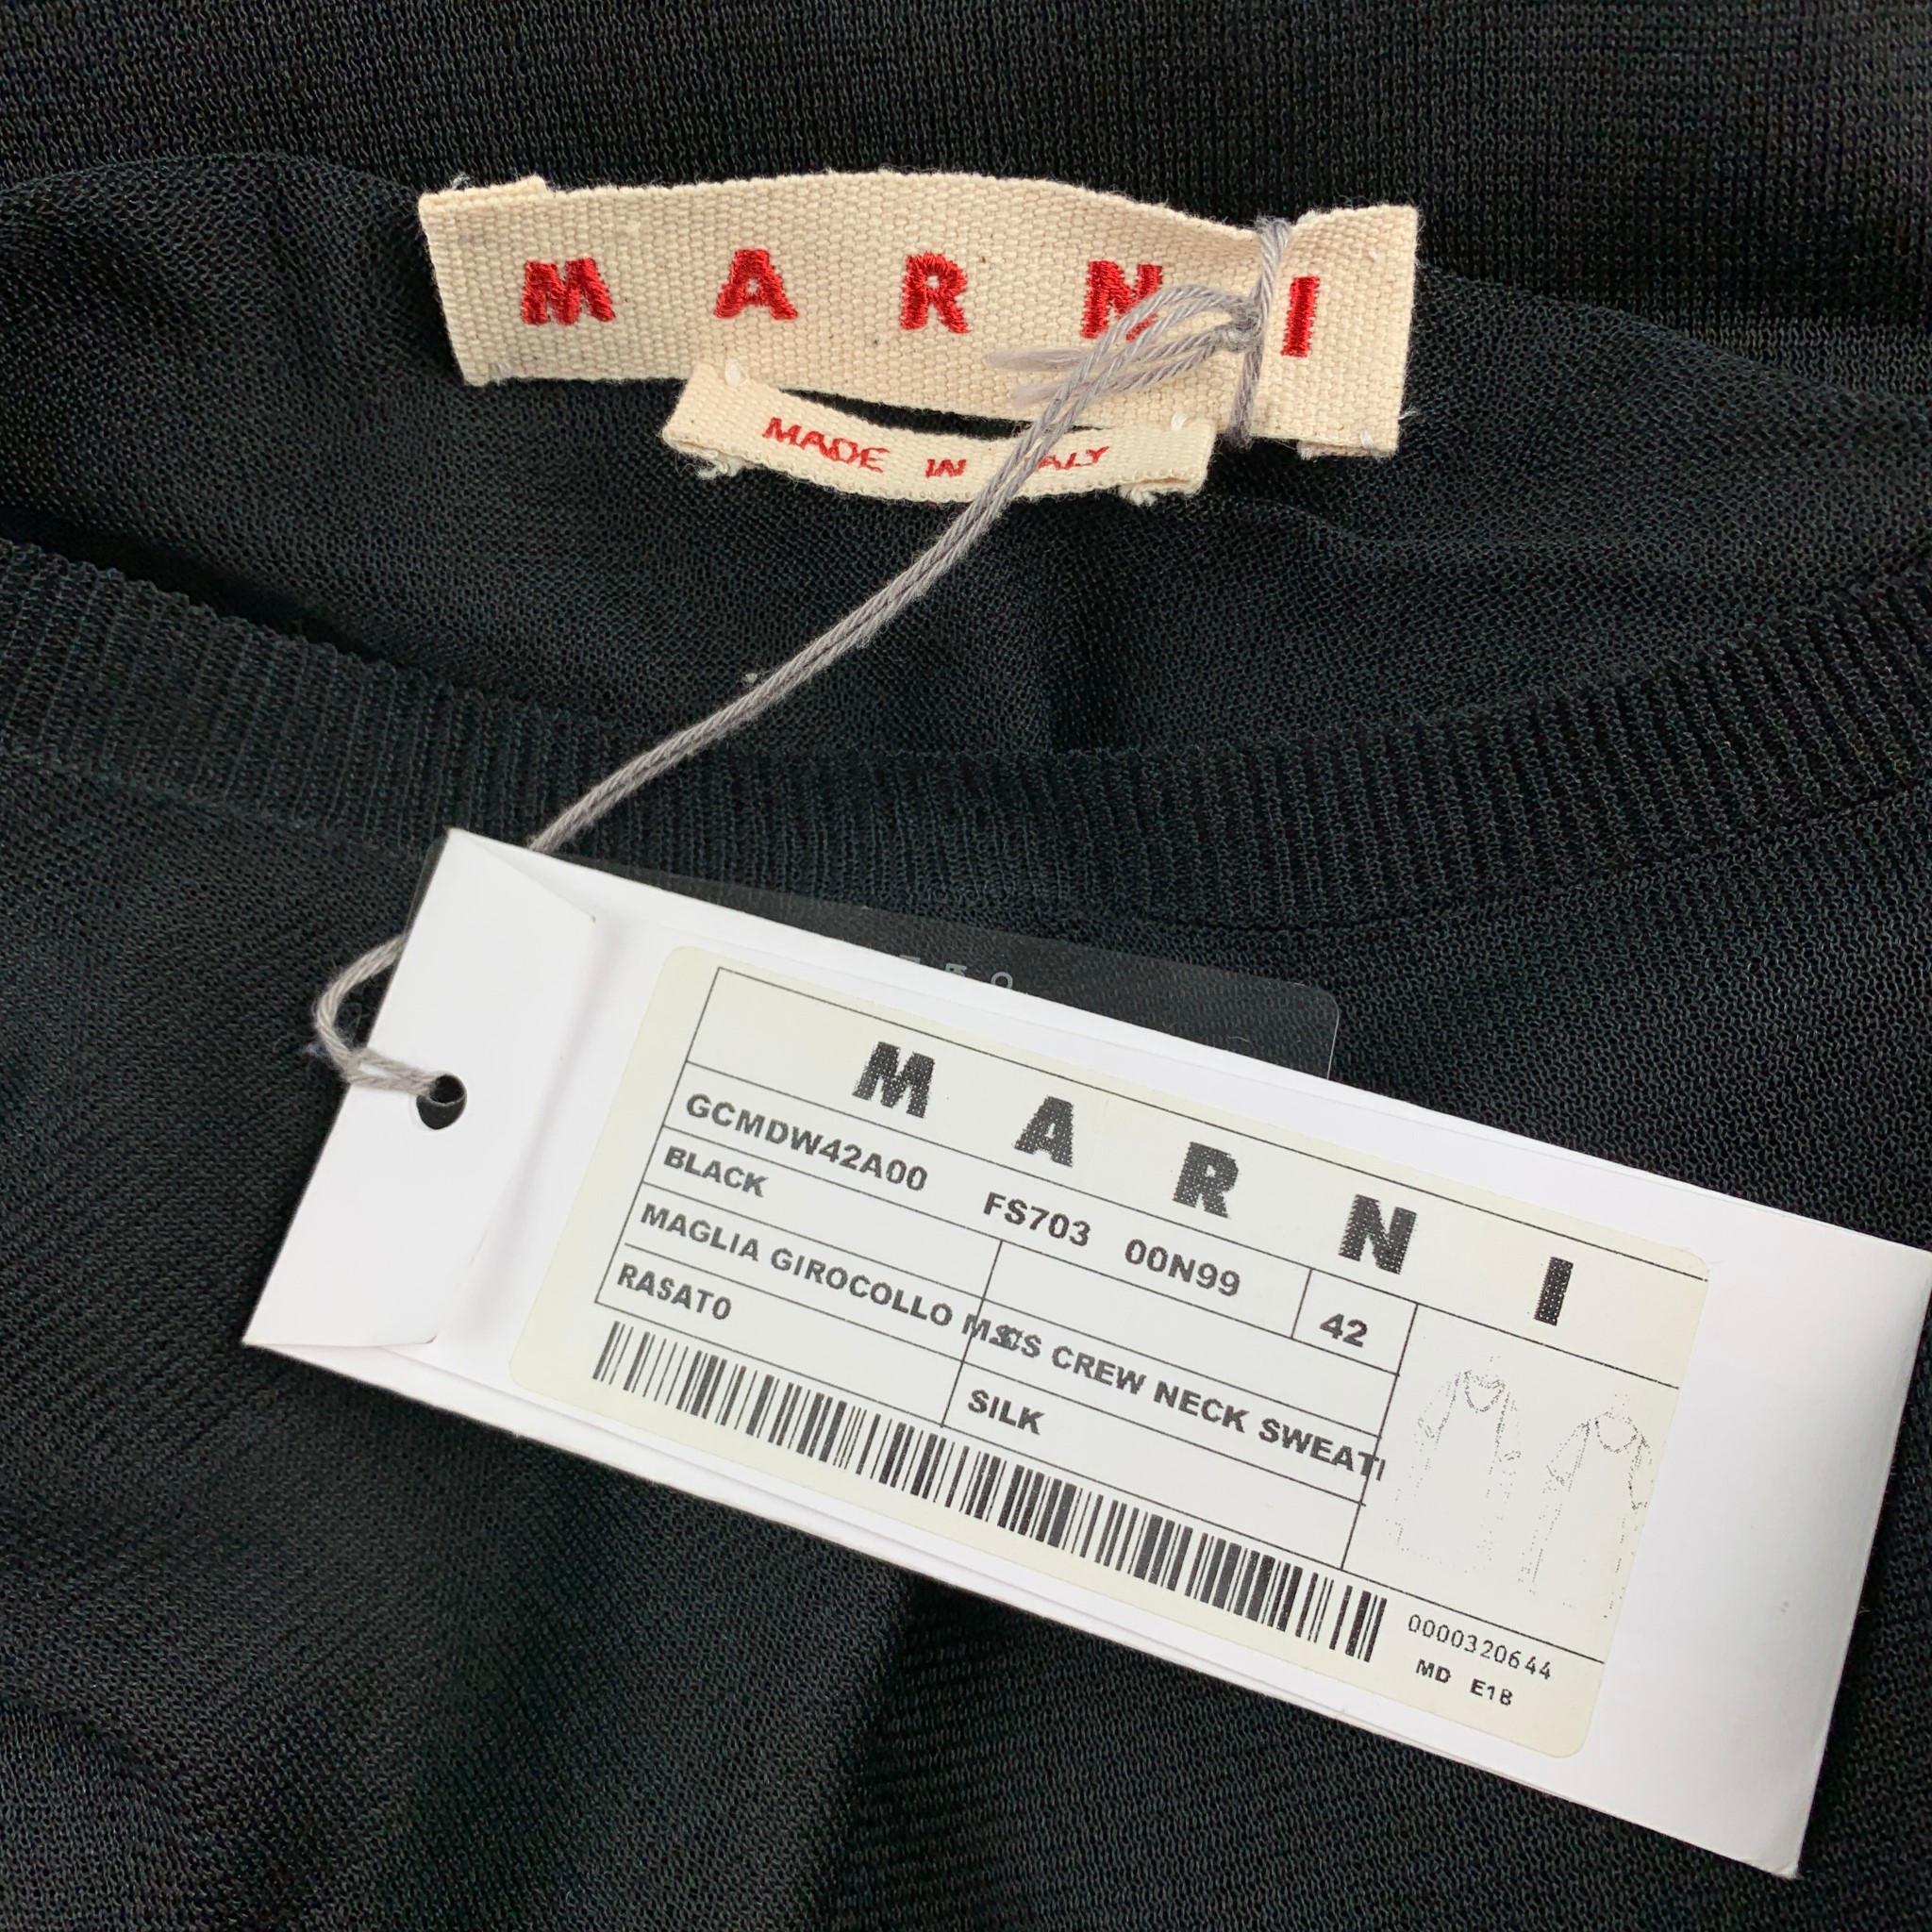 MARNI
MADE IN ALY
MARNI
GCMDW42A00 FS703 00N99
42
BLACK
MAGLIA GIROCOLLO
CREW NECK SWEAT
RASATO
SILK
0000320644
MD E18